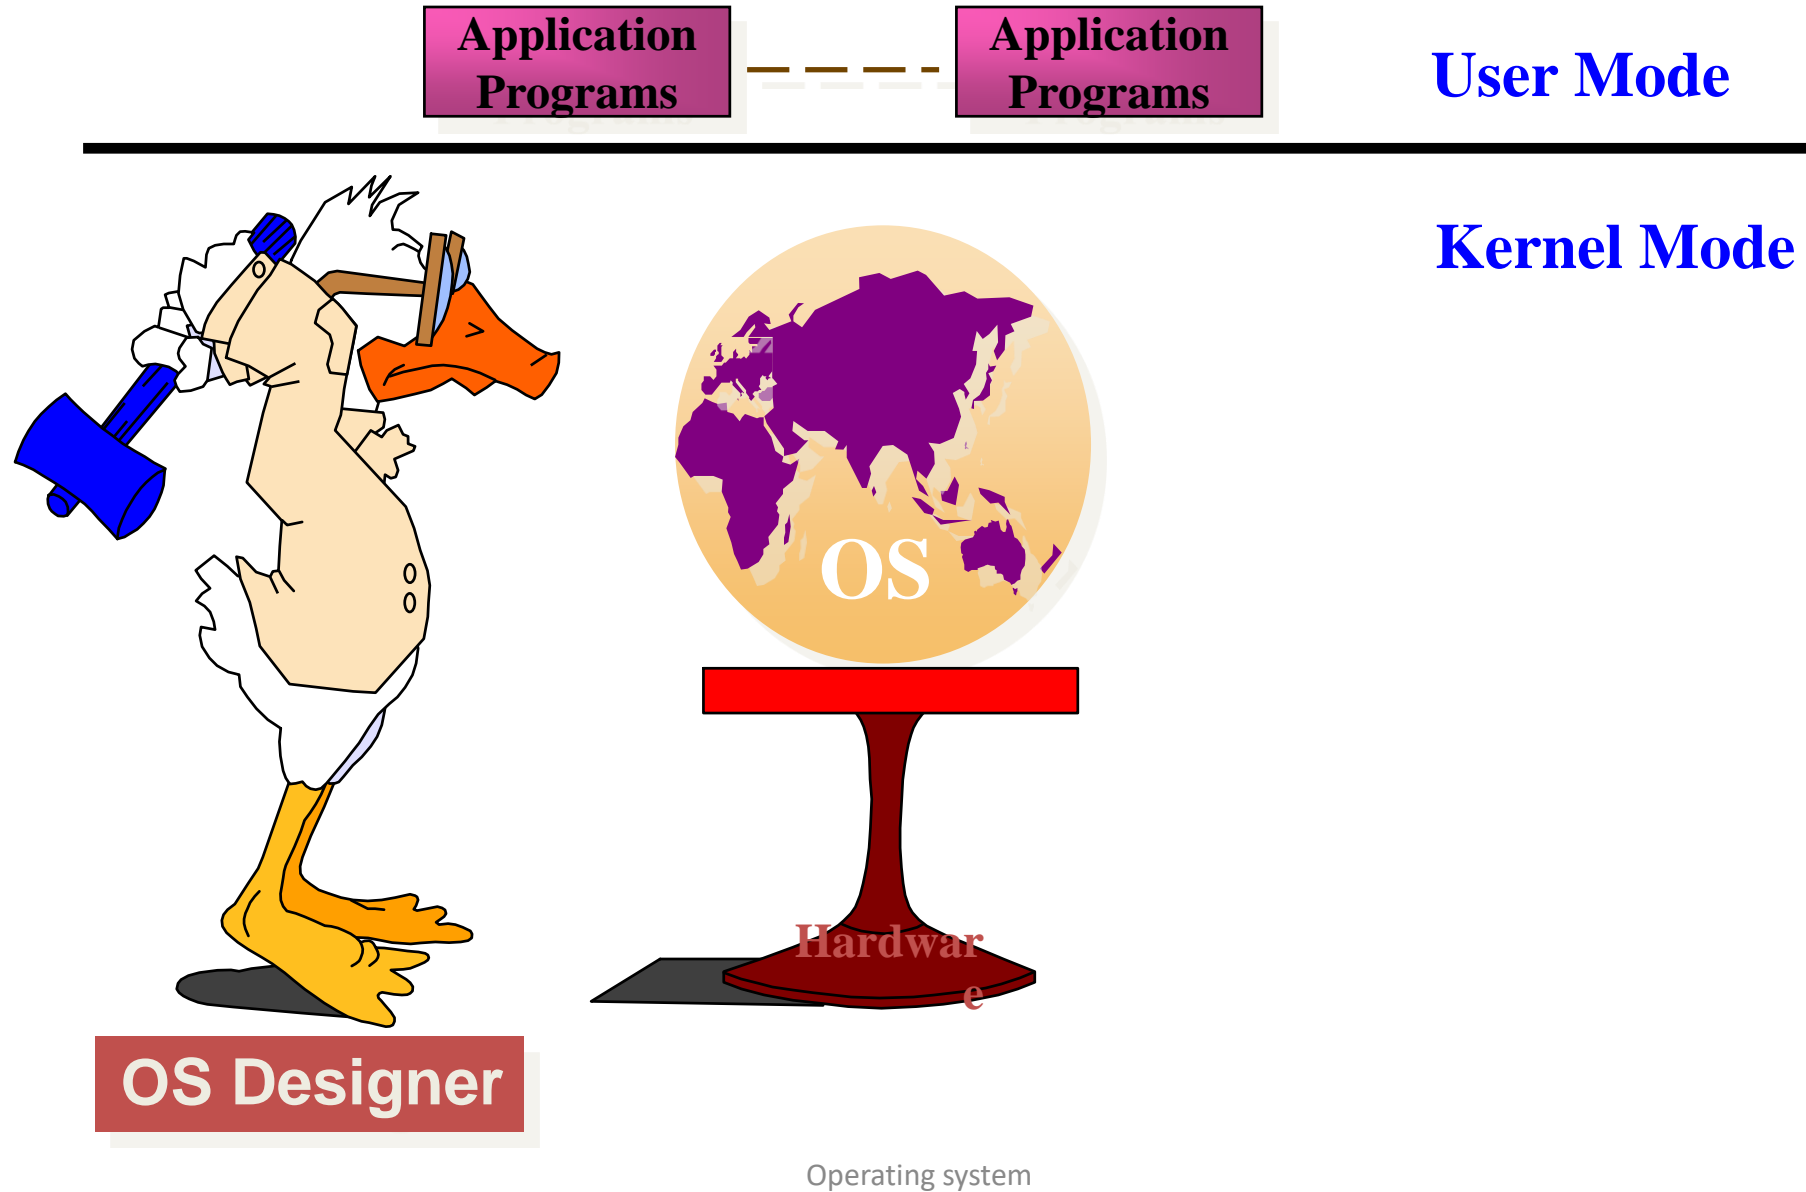 Application
Programs
Application
Programs
User Mode
Kernel Mode
OS
Hardwar
e
OS Designer
Operating system